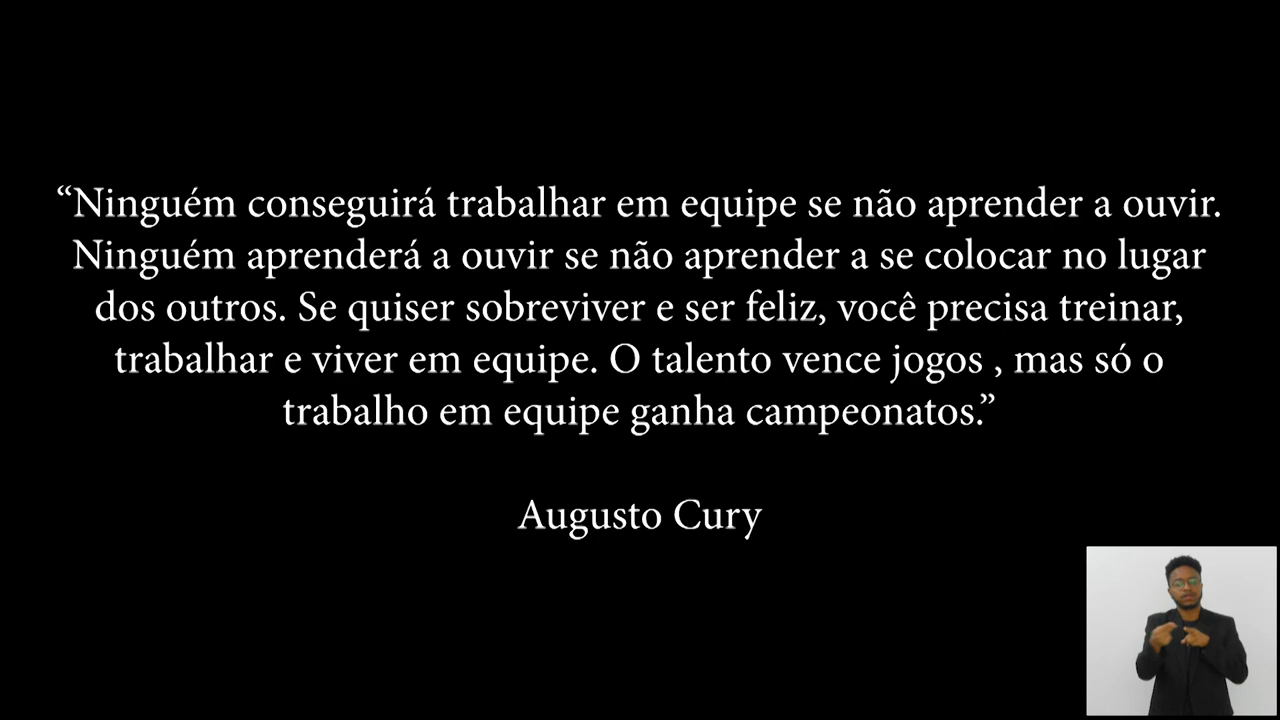 “Ninguém conseguirá trabalhar em equipe se não aprender a ouvir.
Ninguém aprenderá a ouvir se não aprender a se colocar no lugar
dos outros. Se quiser sobreviver e ser feliz, você precisa treinar,
trabalhar e viver em equipe. O talento vence jogos , mas só o
trabalho em equipe ganha campeonatos.”
Augusto Cury